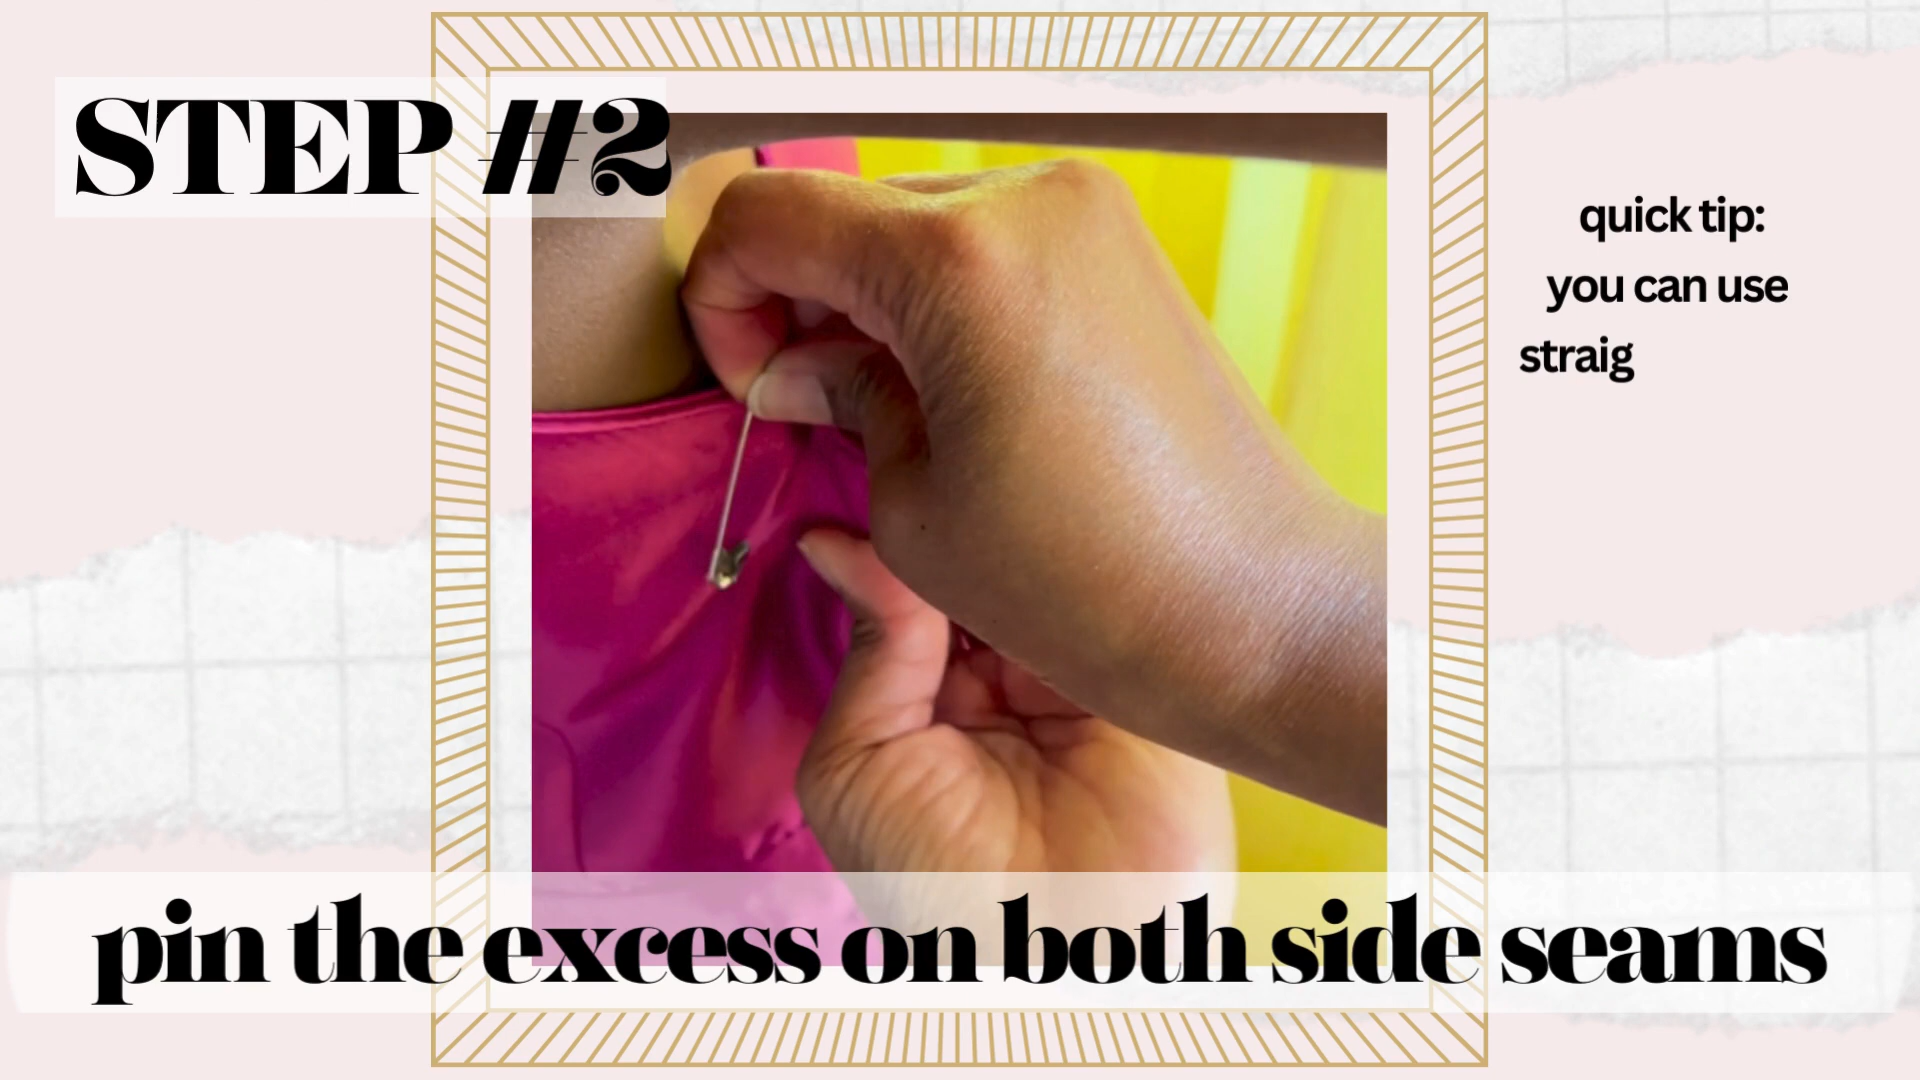 STEP #2
quick tip:
you can use
straig
pin the excess on both side seams